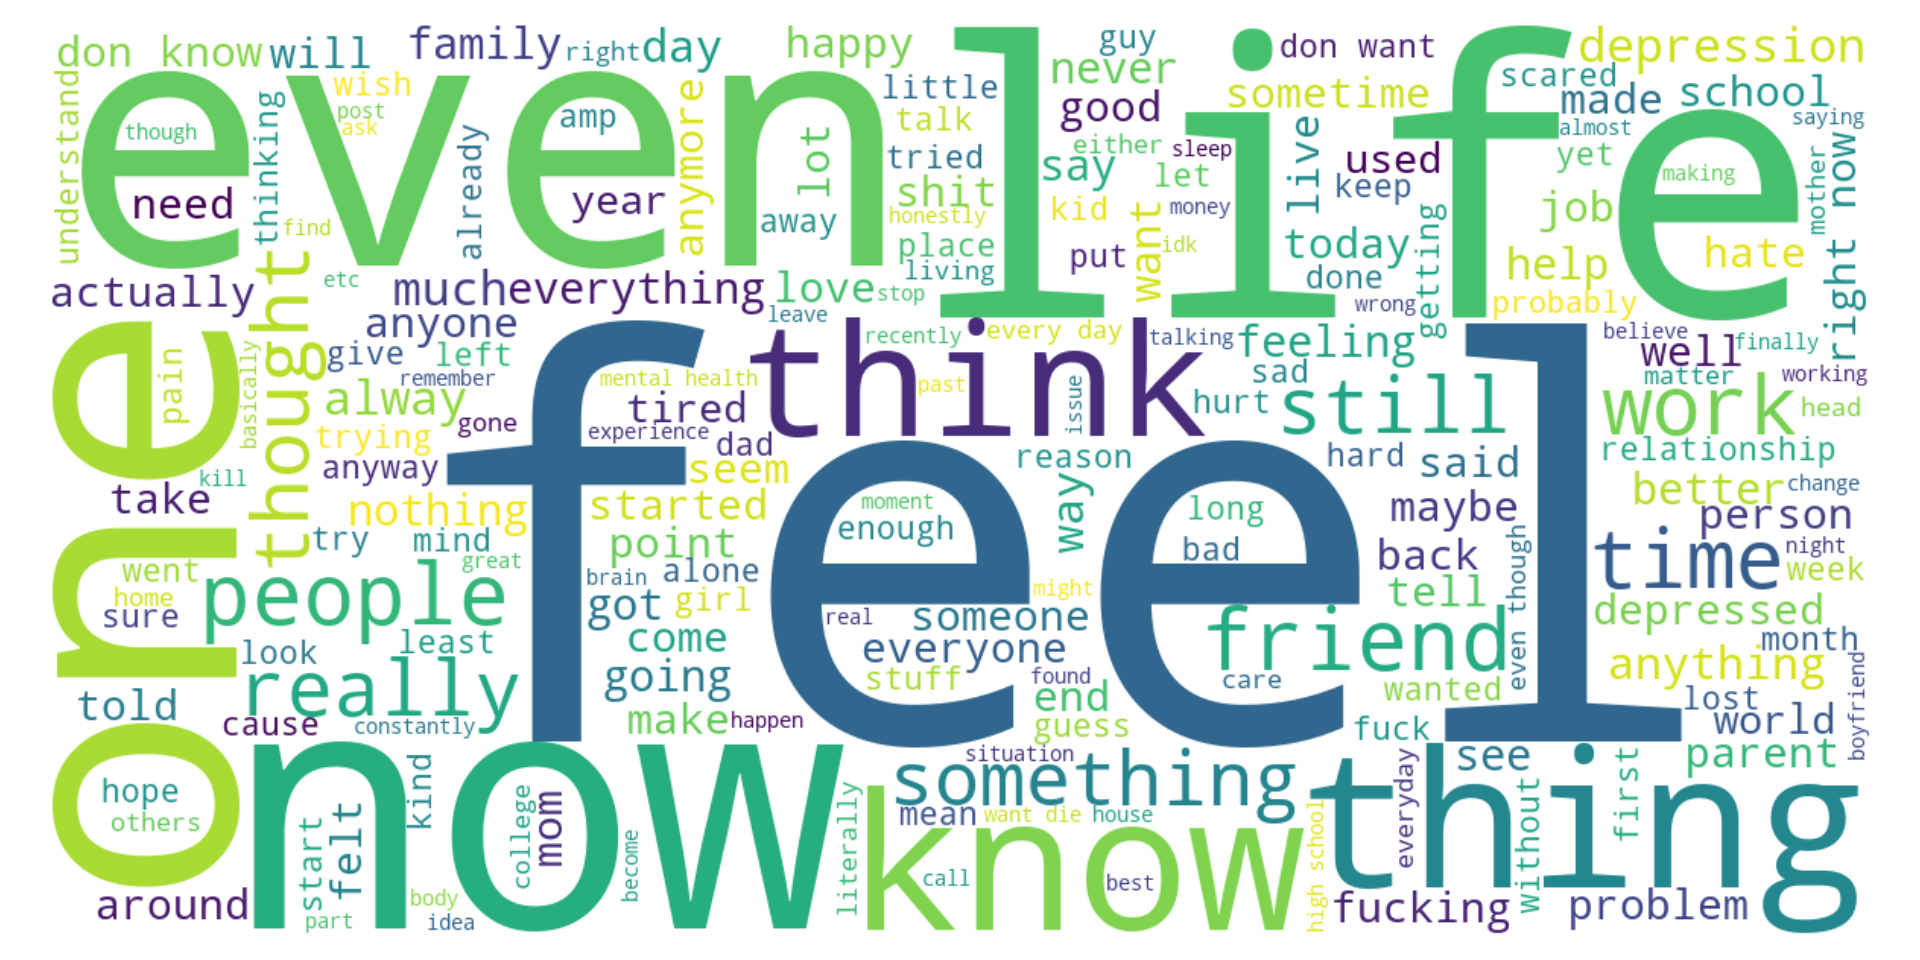 don know
will
family
right
day
happy
guy
don want
depression
understand
even
life
wish
post
ask
though
thinking
already
amp
anymore
lot
little
talk
tried
shit
honestly
place
living
never
good
sometime
scared
made
school
saying
almost
either
sleep
say
let
live
used
keep
yet
making
mother
right now
need
find
year
away
kid
money
want
idk
put
today
done
getting
job
help
hate
probably
wrong
actually
etc
much
everything
love
stop
leave
anyone
thought
one
pain
basically
give
left
remember
alway
trying
gone
anyway
kill
take
nothing
feel
think
recently
every day
talking
feeling
believe
well
finally
mental health
past
issue
sad
matter
working
tired
hurt
still
work
head
experience
dad
seem
reason
hard
said
relationship
started
moment
enough
way
long
bad
maybe
better
change
person
try
mind
point
great
back
time
night
week
went
home
sure
people
brain
alone
got
girl
might
tell
even though
depressed
real
someone
friend
month
look
least
come
everyone
anything
boyfriend
really
going
stuff
found
care
wanted
lost
told
cause
constantly
make
happen
end
guess
fuck
world
now
situation
something
see
parent
thing
hope
others
kind
college
mom
literally
know
mean
want die
house
everyday
without
first
start
felt
become
call
best
high school
around
part
body
idea
fucking
problem